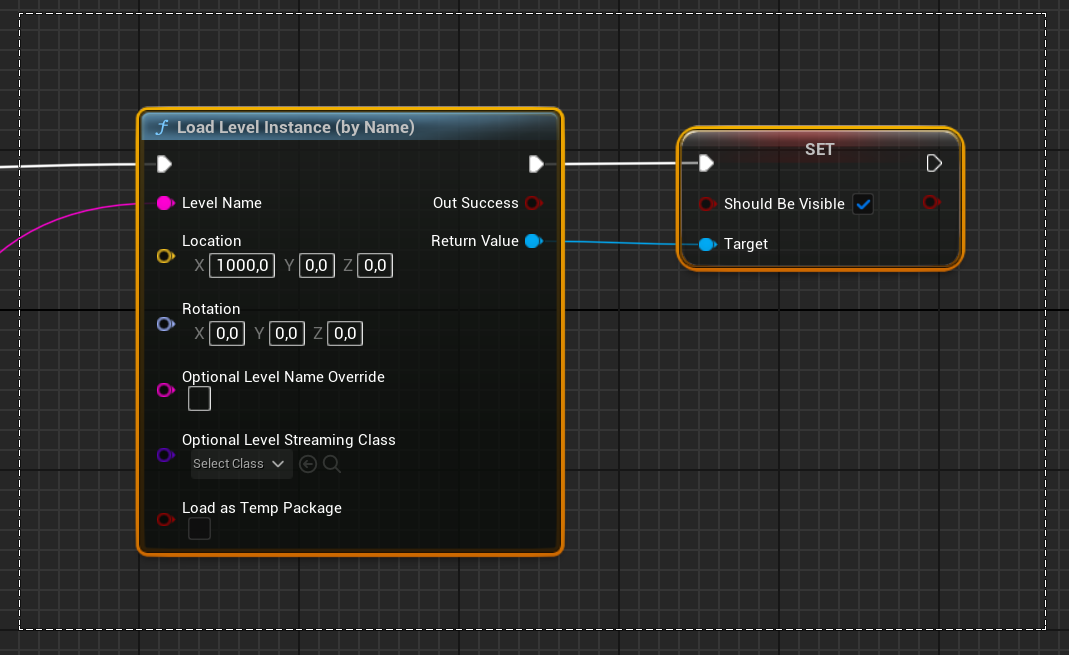 Load Level Instance (by Name)
SET
Level Name
Out Success
Should Be Visible
Location
Return Value
Target
X 1000,0 Y 0,0 Z 0,0
Rotation
X 0,0 Y 0,0 Z 0,0
Optional Level Name Override
Optional Level Streaming Class
Select Class
Load as Temp Package